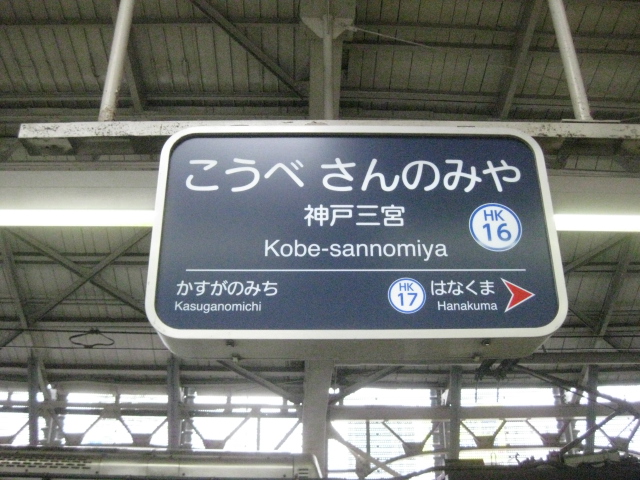 こうべ さんのみや
神戸三宮
HK
16
Kobe-sannomiya
かすがのみち
Kasuganomichi
HK
17
はなくま
Hanakuma